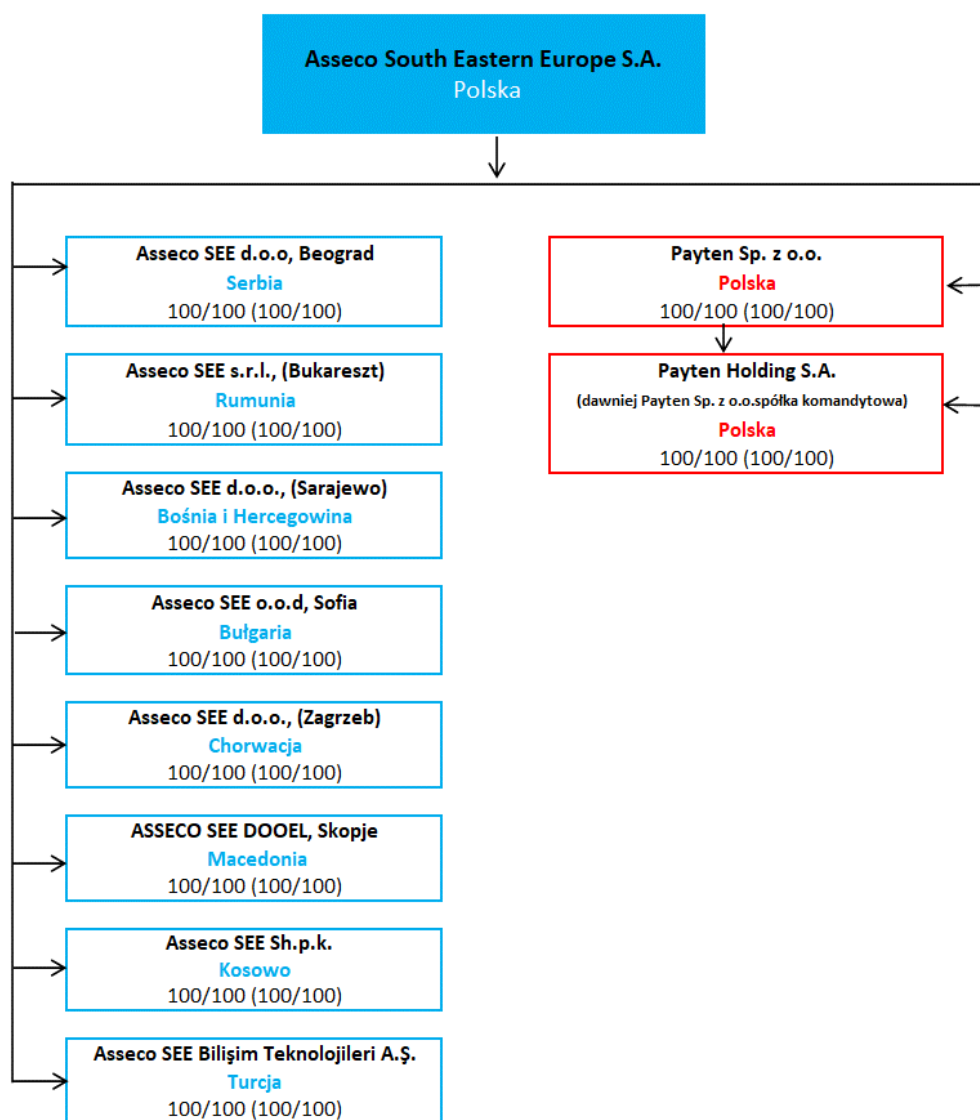 Asseco South Eastern Europe S.A.
Polska
Asseco SEE d.o.o, Beograd
Serbia
100/100 (100/100)
Asseco SEE s.r.l., (Bukareszt)
Rumunia
100/100 (100/100)
Asseco SEE d.o.o., (Sarajewo)
Bośnia i Hercegowina
100/100 (100/100)
Asseco SEE o.o.d, Sofia
Bułgaria
100/100 (100/100)
Asseco SEE d.o.o., (Zagrzeb)
Chorwacja
100/100 (100/100)
ASSECO SEE DOOEL, Skopje
Macedonia
100/100 (100/100)
Asseco SEE Sh.p.k.
Kosowo
100/100 (100/100)
Asseco SEE Bilişim Teknolojileri A.Ş.
Turcja
100/100 (100/100)
Payten Sp. z o.o.
Polska
100/100 (100/100)
Payten Holding S.A.
(dawniej Payten Sp. z o.o.spółka komandytowa)
Polska
100/100 (100/100)